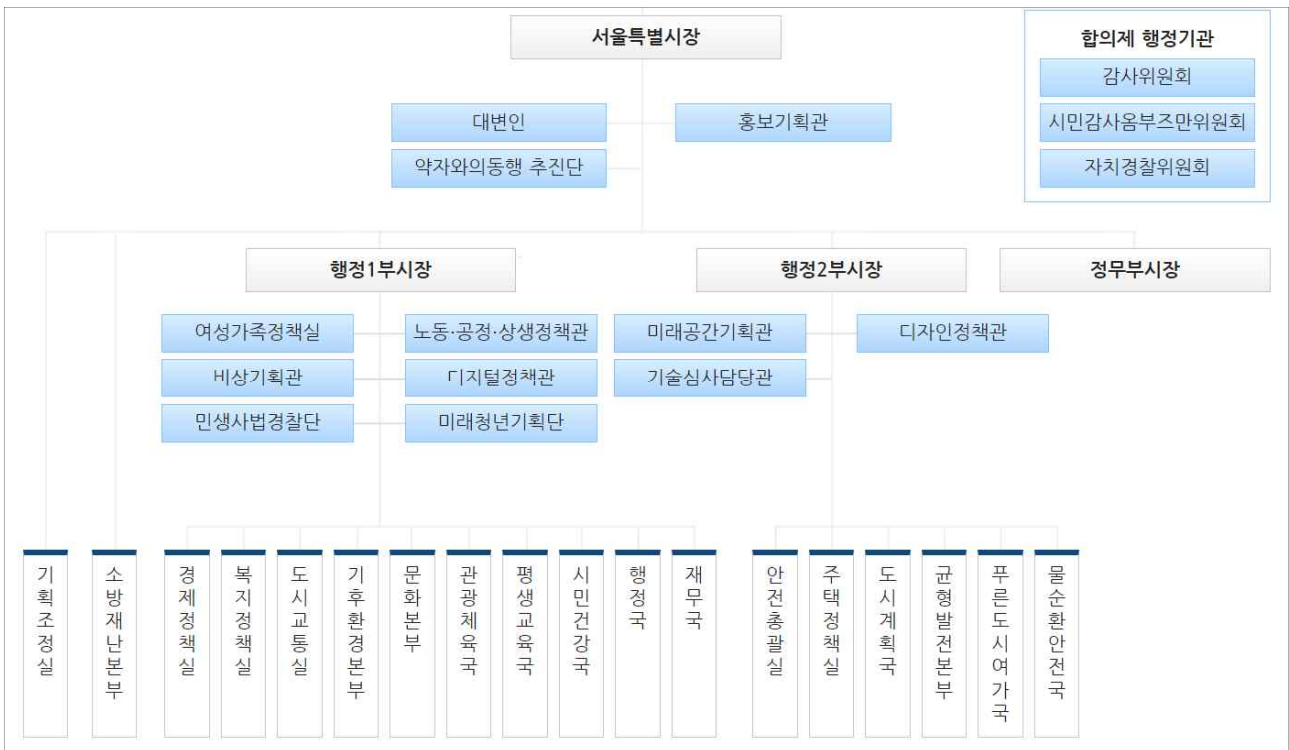 서울특별시장
합의제 행정기관
감사위원회
시민감사옴부즈만위원회
자치경찰위원회
대변인
홍보기획관
약자와의동행 추진단
행정1부시장
행정2부시장
정무부시장
여성가족정책실
노동·공정·상생정책관
비상기획관
디지털정책관
민생사법경찰단
미래청년기획단
미래공간기획관
디자인정책관
기술심사담당관
기획조정실
소방재난본부
경제정책실
복지정책실
도시교통실
기후환경본부
문화본부
관광체육국
평생교육국
시민건강국
행정국
재무국
안전총괄실
주택정책실
도시계획국
균형발전본부
푸른도시여가국
물순환안전국